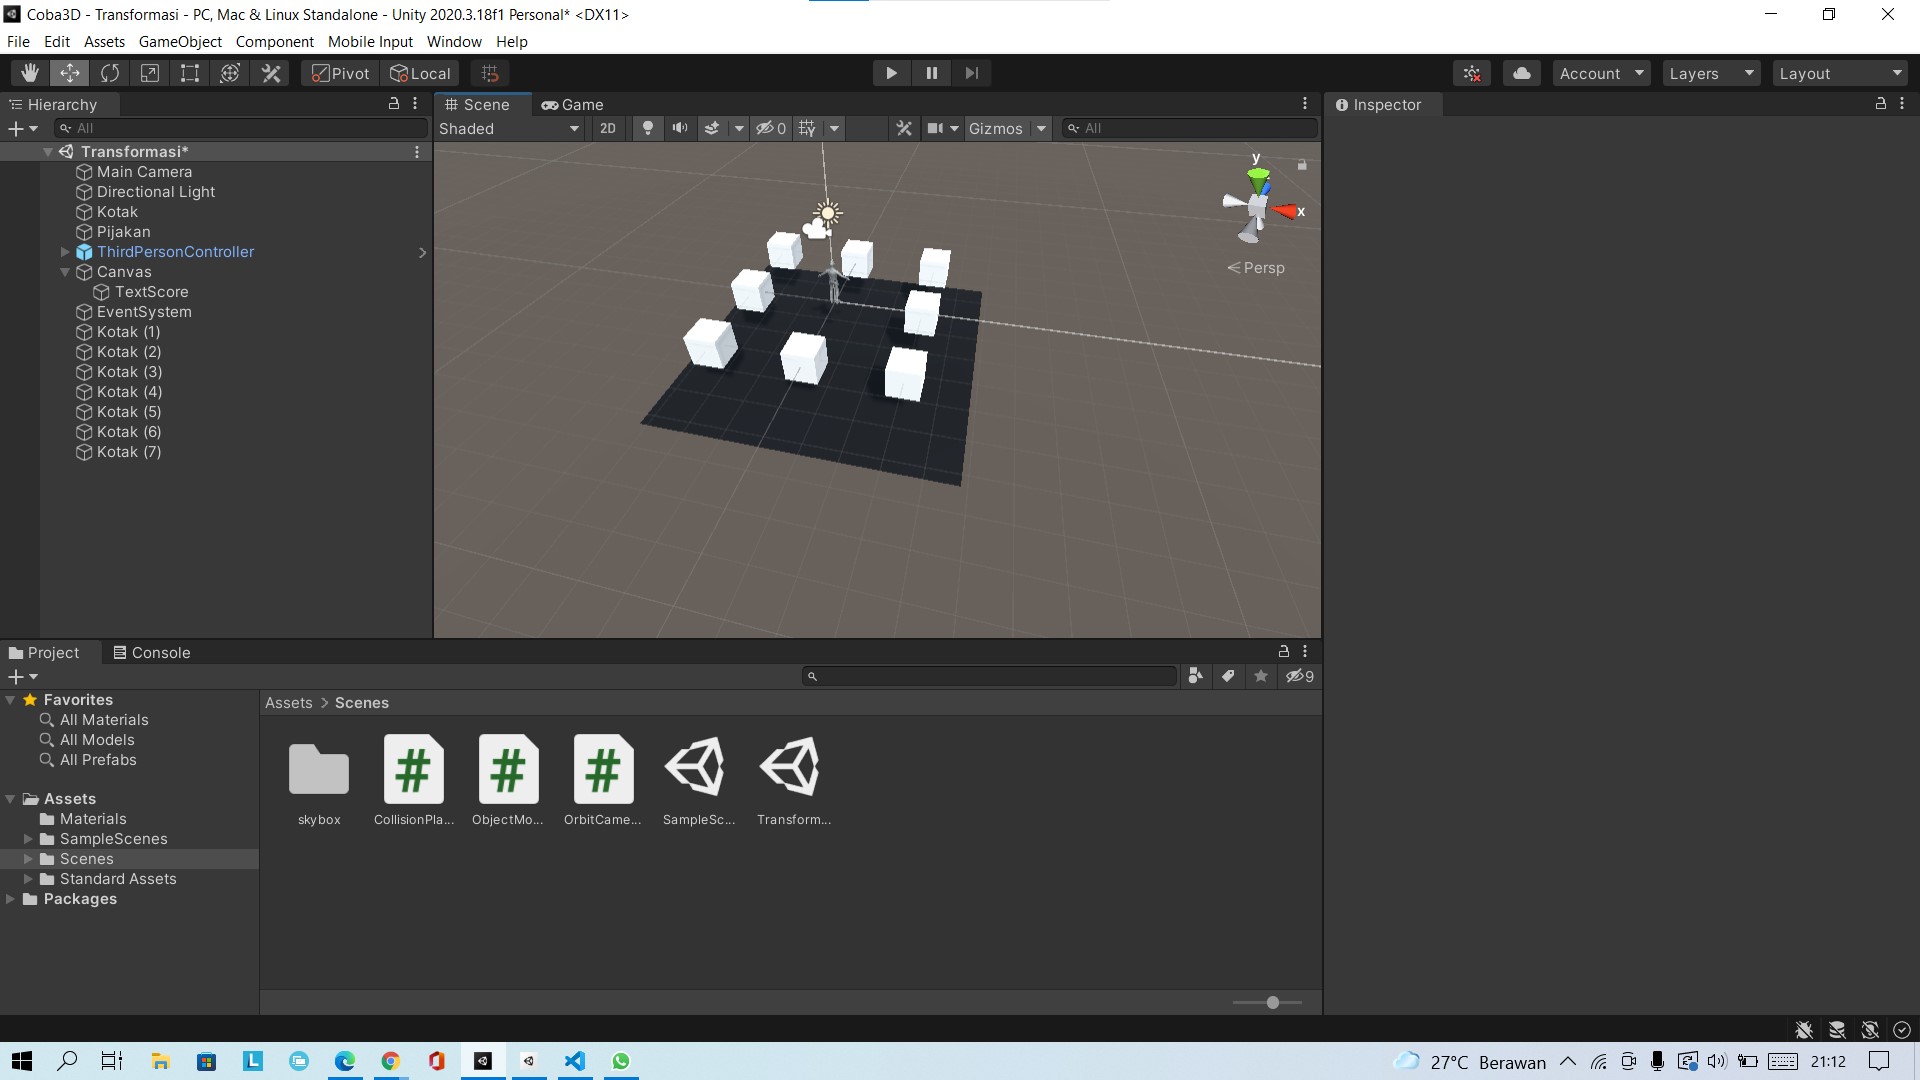 Coba3D - Transformasi - PC, Mac & Linux Standalone - Unity 2020.3.18f1 Personal* <DX11>
File Edit Assets GameObject Component Mobile Input Window Help
Pivot Local Account Layers Layout
Hierarchy
All
Transformasi*
Main Camera
Directional Light
Kotak
Pijakan
ThirdPersonController
Canvas
TextScore
EventSystem
Kotak (1)
Kotak (2)
Kotak (3)
Kotak (4)
Kotak (5)
Kotak (6)
Kotak (7)
Scene Game
Shaded 2D 0 Gizmos All
y
x
Persp
Inspector
Project Console
9
Favorites
All Materials
All Models
All Prefabs
Assets
Materials
SampleScenes
Scenes
Standard Assets
Packages
Assets > Scenes
skybox CollisionPla... ObjectMo... OrbitCame... SampleSc... Transform...
27°C Berawan 21:12